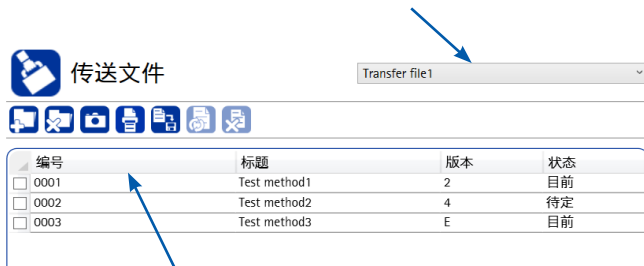 传送文件
Transfer file1
编号 标题 版本 状态
0001 Test method1 2 目前
0002 Test method2 4 待定
0003 Test method3 E 目前